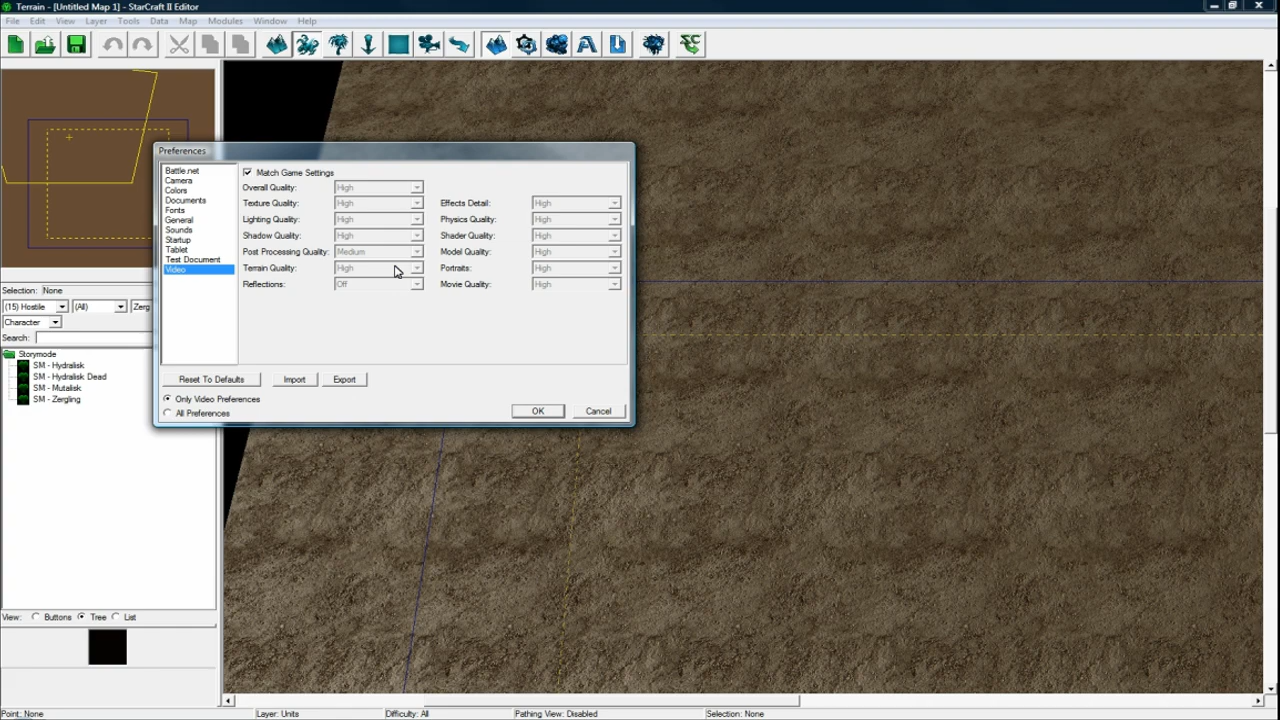 Terrain - [Untitled Map 1] - StarCraft II Editor
File Edit View Layer Tools Data Map Modules Window Help
Preferences
Battle.net
Camera
Colors
Documents
Fonts
General
Sounds
Startup
Tablet
Test Document
Video
Match Game Settings
Overall Quality: High
Texture Quality: High Effects Detail: High
Lighting Quality: High Physics Quality: High
Shadow Quality: High Shader Quality: High
Post Processing Quality: Medium Model Quality: High
Terrain Quality: High Portraits: High
Reflections: Off Movie Quality: High
Reset To Defaults Import Export
Only Video Preferences
All Preferences
OK Cancel
Selection: None
(15) Hostile (All) Zerg
Character
Search:
Storymode
SM - Hydralisk
SM - Hydralisk Dead
SM - Mutalisk
SM - Zergling
View: Buttons Tree List
Point: None Layer: Units Difficulty: All Pathing View: Disabled Selection: None